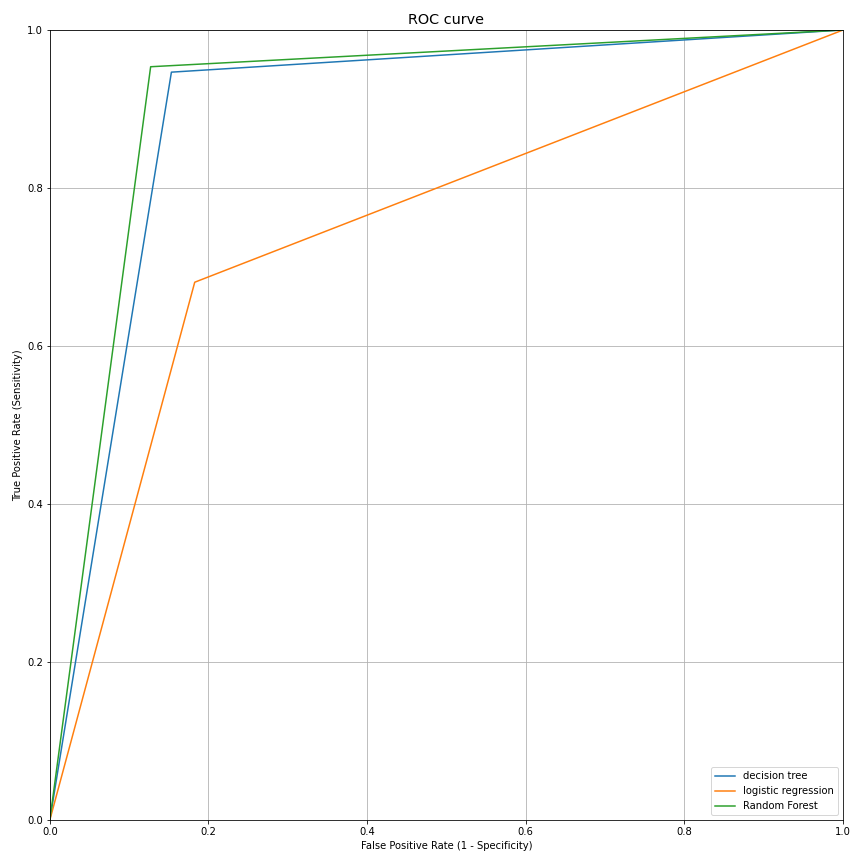 ROC curve
1.0
0.8
0.6
0.4
0.2
0.0
True Positive Rate (Sensitivity)
0.0 0.2 0.4 0.6 0.8 1.0
False Positive Rate (1 - Specificity)
decision tree
logistic regression
Random Forest